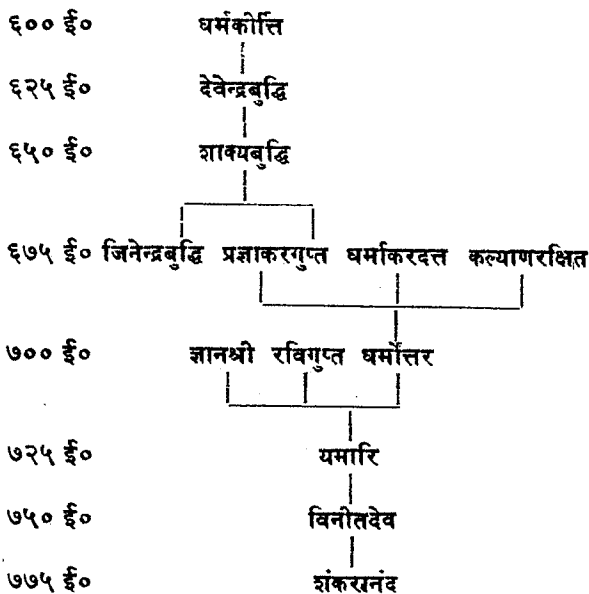 ६०० ई० धर्मकीर्त्ति
६२५ ई० देवेन्द्रबुद्धि
६५० ई० शाक्यबुद्धि
६७५ ई० जिनेन्द्रबुद्धि प्रज्ञाकरगुप्त धर्माकरदत्त कल्याणरक्षित
७०० ई० ज्ञानश्री रविगुप्त धर्मोत्तर
७२५ ई० यमारि
७५० ई० विनीतदेव
७७५ ई० शंकरानंद